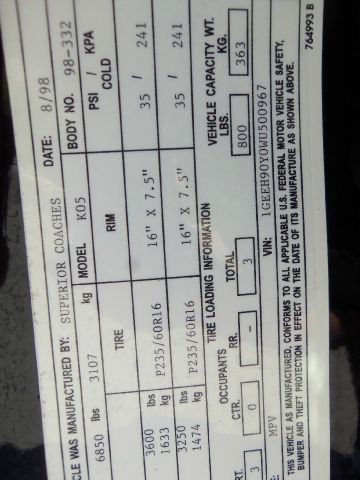 CLE WAS MANUFACTURED BY: SUPERIOR COACHES DATE: 8/98
6850 lbs 3107 kg MODEL K05 BODY NO. 98-332
TIRE RIM PSI / KPA
COLD
3600 lbs P235/60R16 16" X 7.5" 35 / 241
1633 kg
3250 lbs P235/60R16 16" X 7.5" 35 / 241
1474 kg
TIRE LOADING INFORMATION
OCCUPANTS VEHICLE CAPACITY WT.
RT. CTR. RR. TOTAL LBS. KG.
3 0 - 3 800 363
MPV VIN: 1GEEH90Y0WU500967
THIS VEHICLE AS MANUFACTURED, CONFORMS TO ALL APPLICABLE U.S. FEDERAL MOTOR VEHICLE SAFETY,
BUMPER AND THEFT PROTECTION IN EFFECT ON THE DATE OF ITS MANUFACTURE AS SHOWN ABOVE.
764993 B